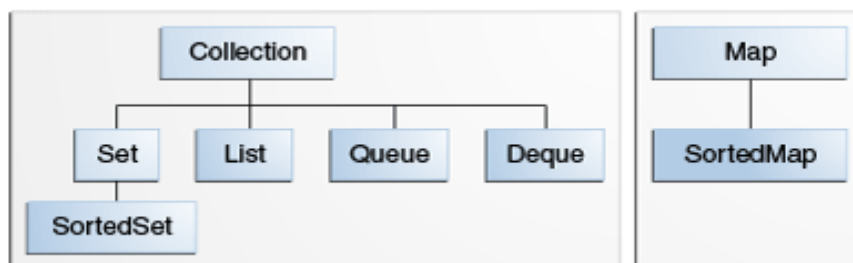 Collection
Set
List
Queue
Deque
SortedSet
Map
SortedMap